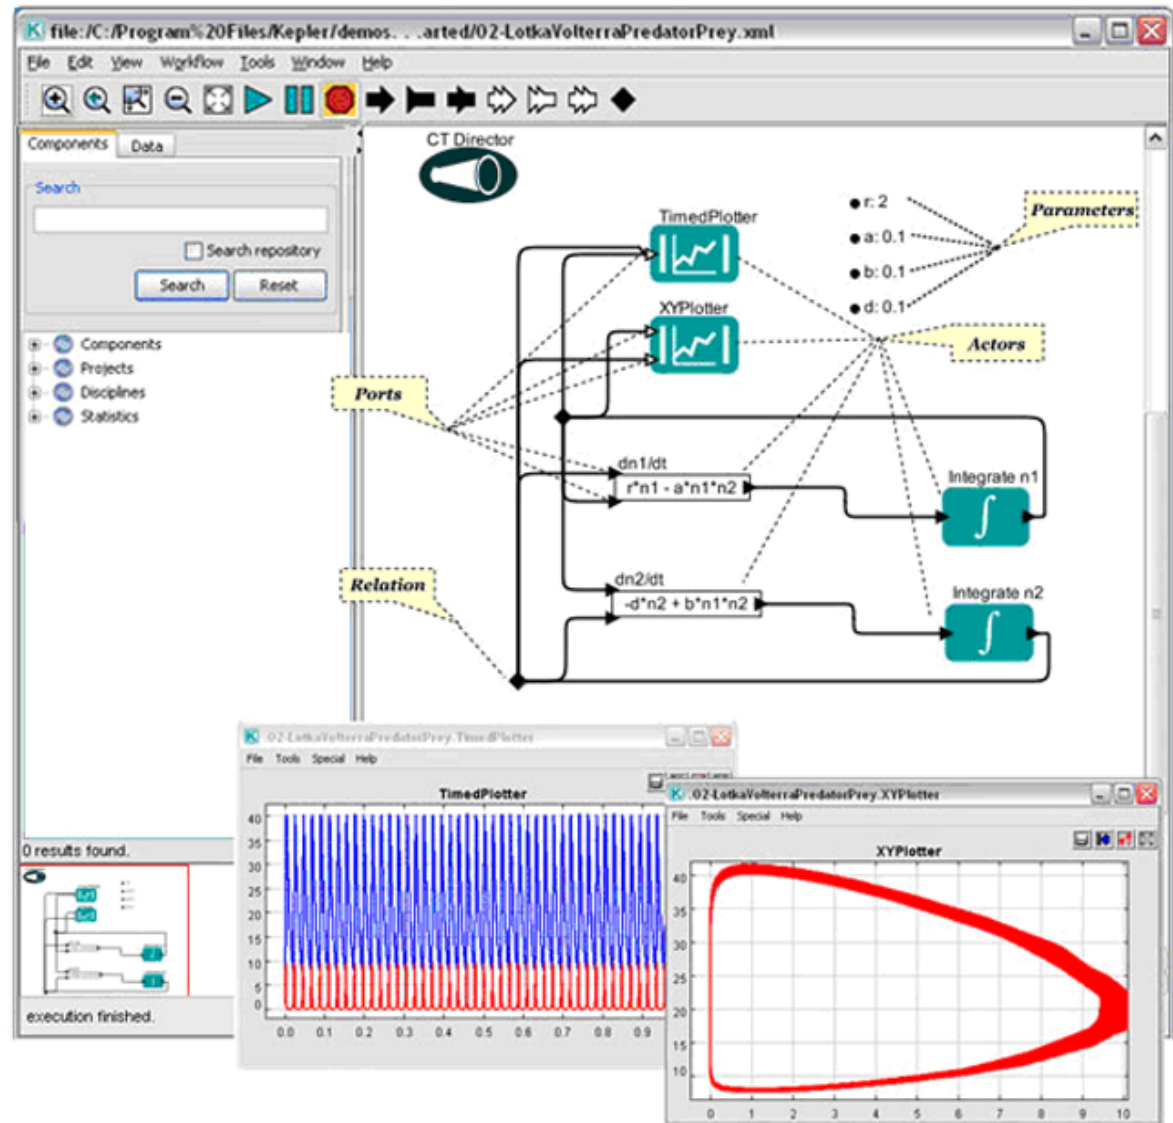 file:/C:/Program%20Files/Kepler/demos. . .arted/02-LotkaVolterraPredatorPrey.xml
File Edit View Workflow Tools Window Help
Components Data
Search
Search repository
Search Reset
Components
Projects
Disciplines
Statistics
0 results found.
execution finished.
CT Director
TimedPlotter
XYPlotter
r: 2
a: 0.1
b: 0.1
d: 0.1
Parameters
Actors
Ports
Relation
dn1/dt
r*n1 - a*n1*n2
Integrate n1
∫
dn2/dt
-d*n2 + b*n1*n2
Integrate n2
∫
.02-LotkaVolterraPredatorPrey.TimedPlotter
File Tools Special Help
TimedPlotter
40
35
30
25
20
15
10
5
0
0.0 0.1 0.2 0.3 0.4 0.5 0.6 0.7 0.8 0.9
.02-LotkaVolterraPredatorPrey.XYPlotter
File Tools Special Help
XYPlotter
40
35
30
25
20
15
10
0 1 2 3 4 5 6 7 8 9 10